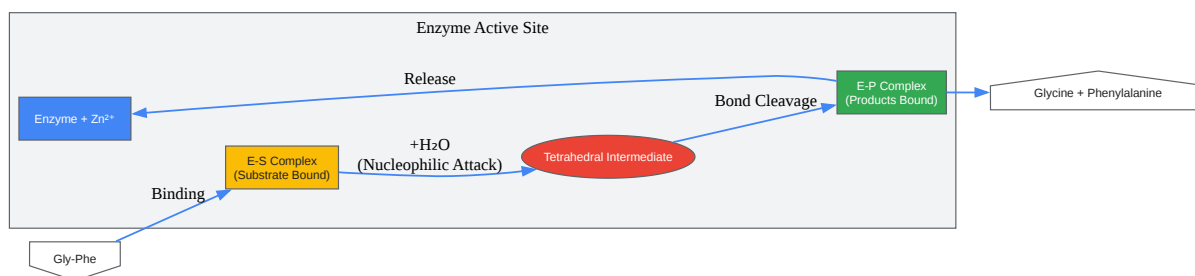 Enzyme Active Site
Release
E-P Complex
(Products Bound)
Glycine + Phenylalanine
Bond Cleavage
Enzyme + Zn²⁺
+H₂O
(Nucleophilic Attack)
Tetrahedral Intermediate
E-S Complex
(Substrate Bound)
Binding
Gly-Phe